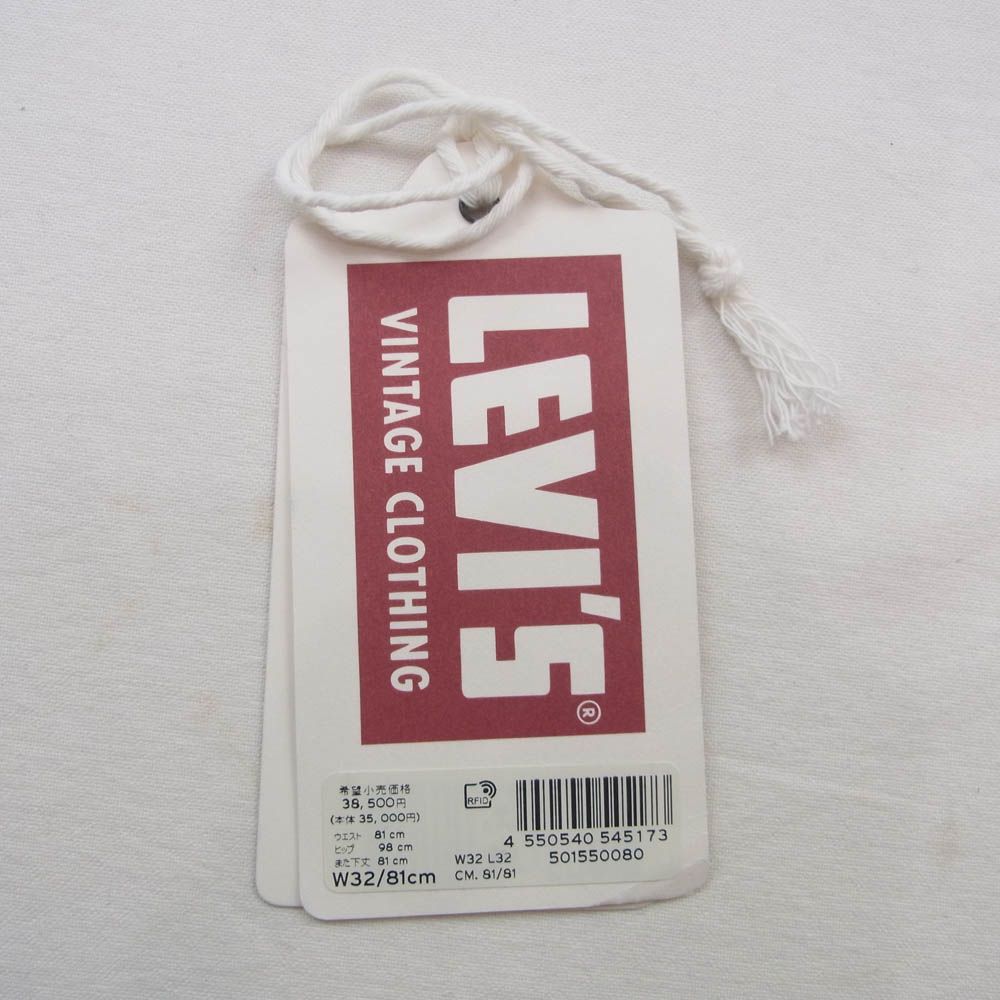 LEVI'S®
VINTAGE CLOTHING
希望小売価格
38,500円
(本体 35,000円)
ウエスト 81 cm
ヒップ 98 cm
また下丈 81 cm
W32/81cm
RFID
W32 L32
CM. 81/81
4 550540 545173
501550080